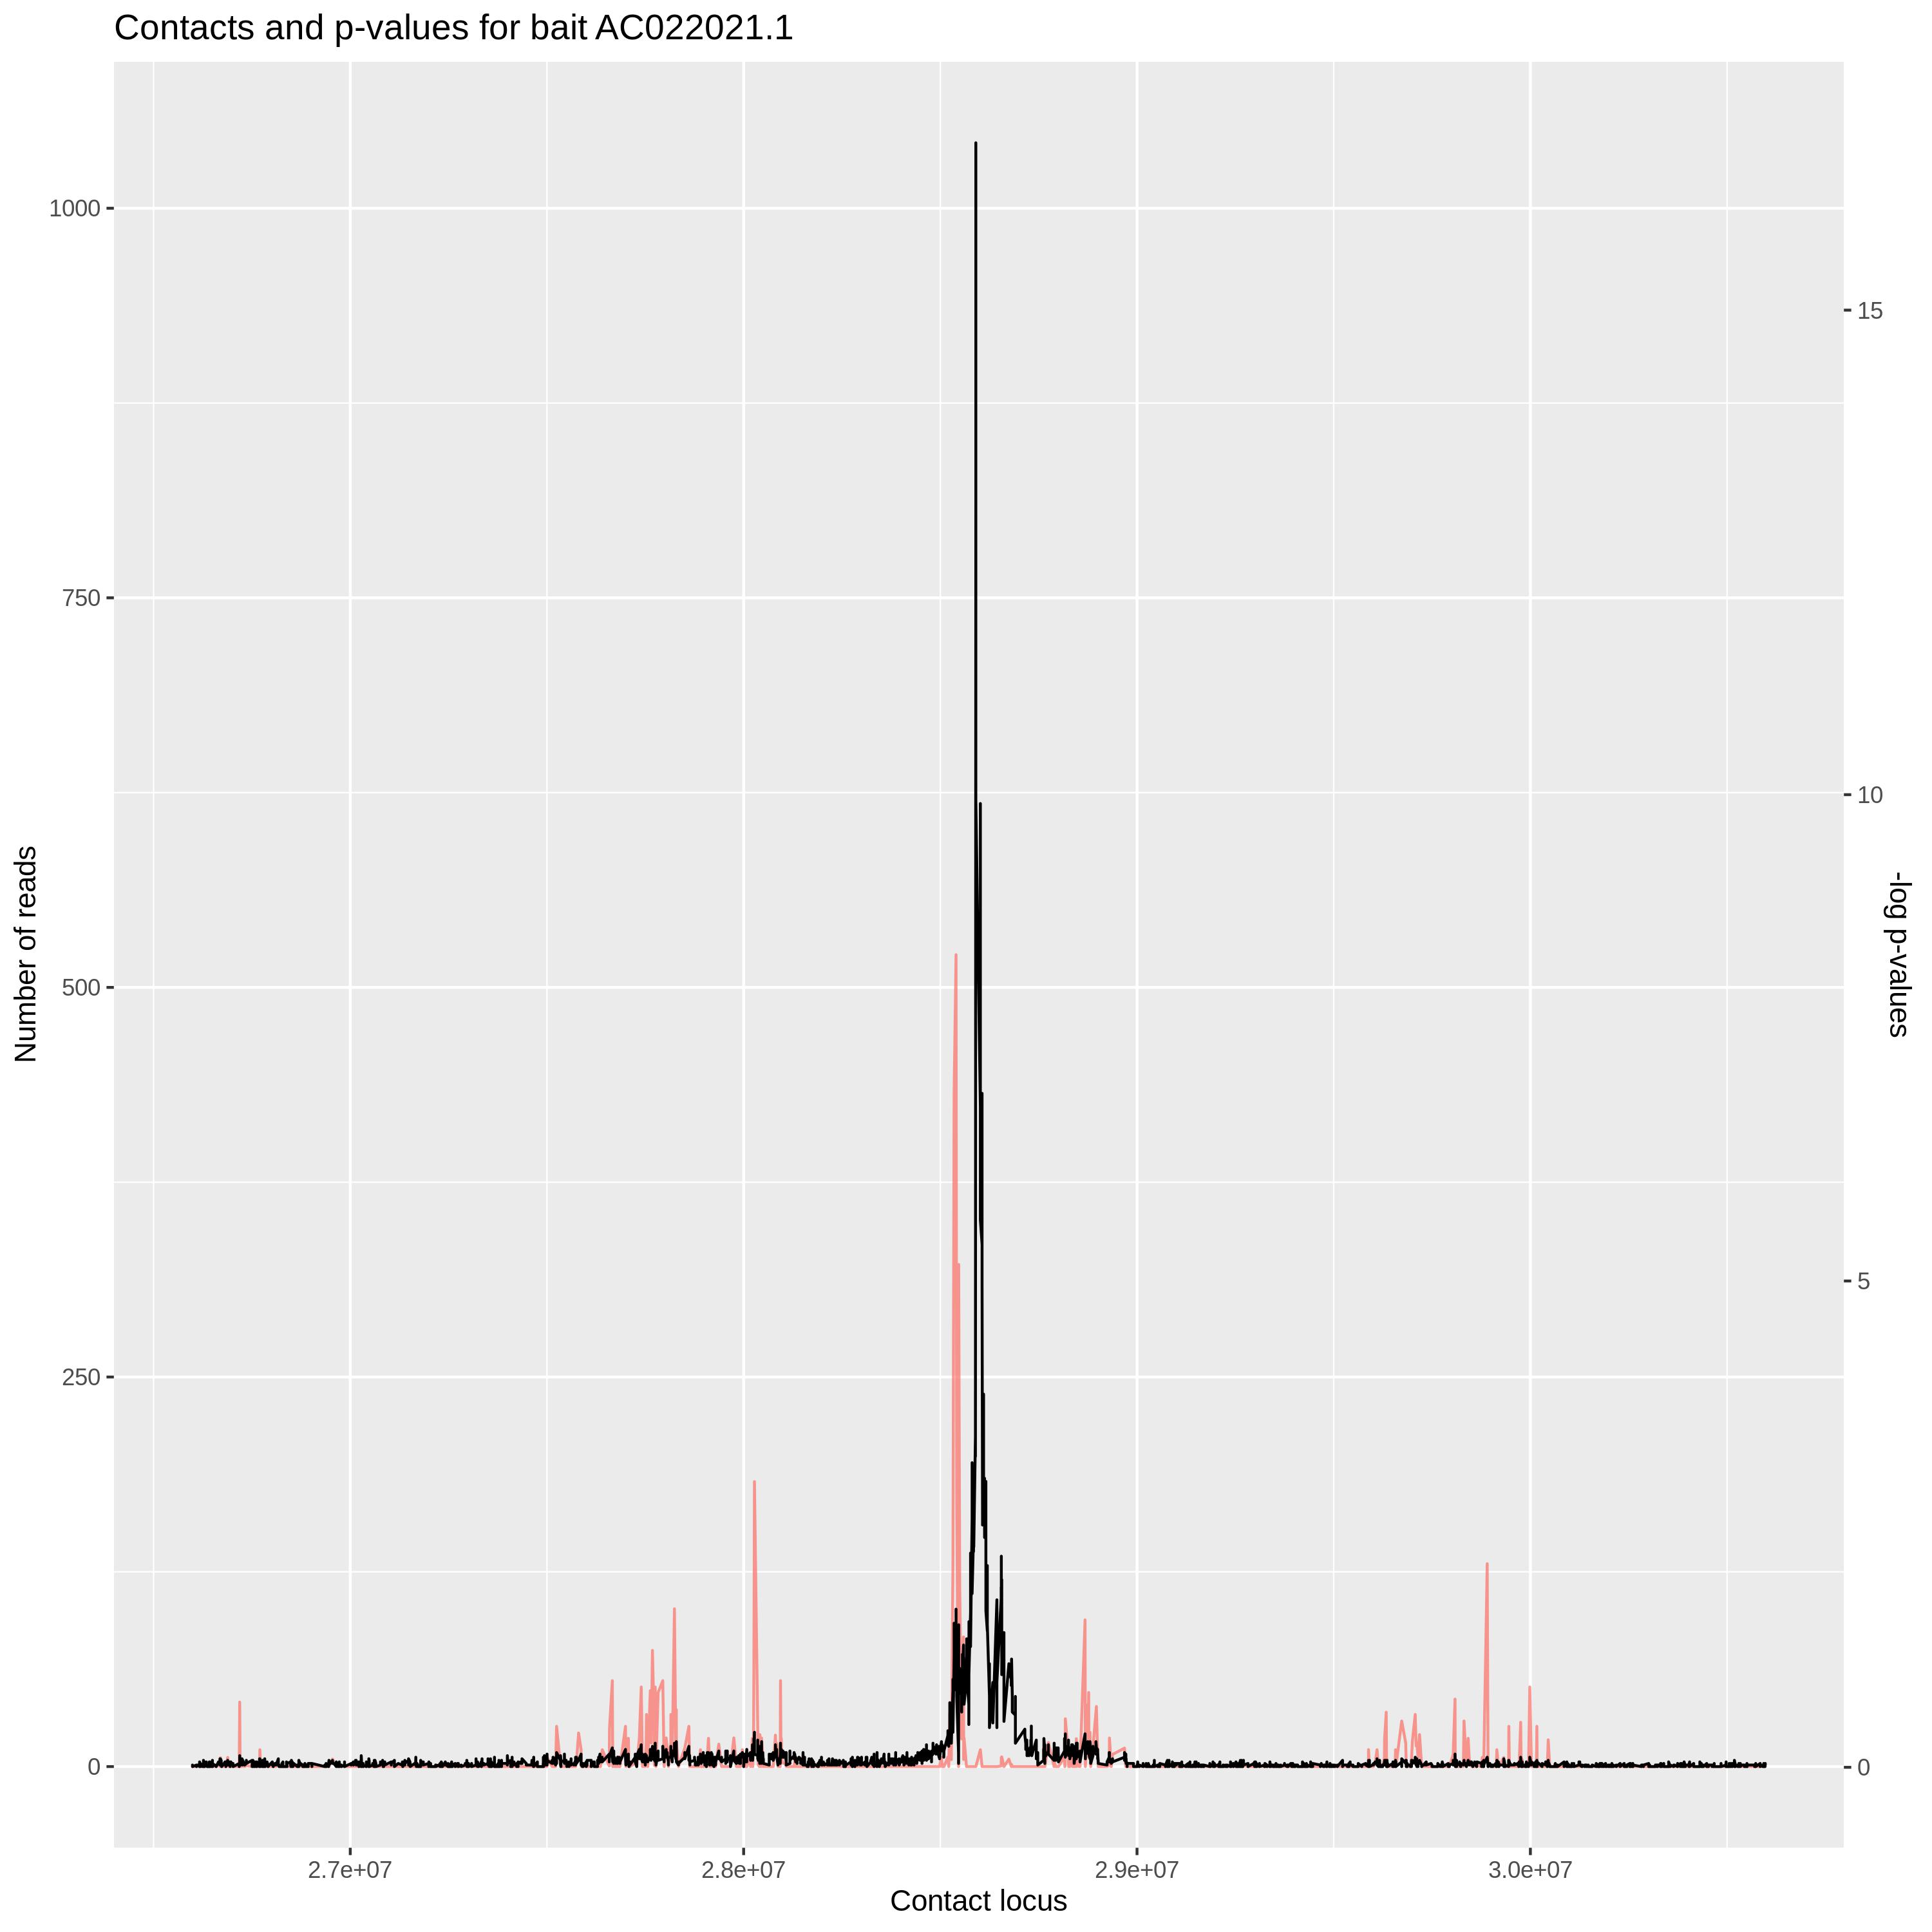 Contacts and p-values for bait AC022021.1
1000
750
500
250
0
Number of reads
15
10
5
0
-log p-values
2.7e+07
2.8e+07
2.9e+07
3.0e+07
Contact locus